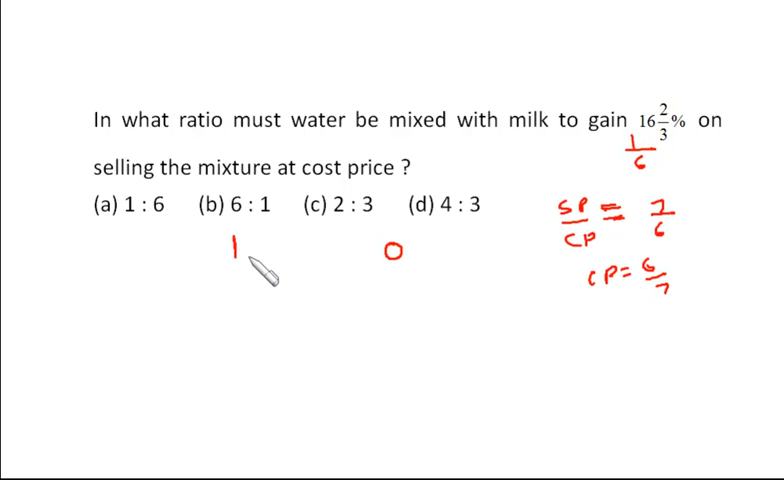 In what ratio must water be mixed with milk to gain 16 2/3% on
1/6
selling the mixture at cost price ?
(a) 1 : 6 (b) 6 : 1 (c) 2 : 3 (d) 4 : 3
SP/CP = 7/6
1 0
CP = 6/7